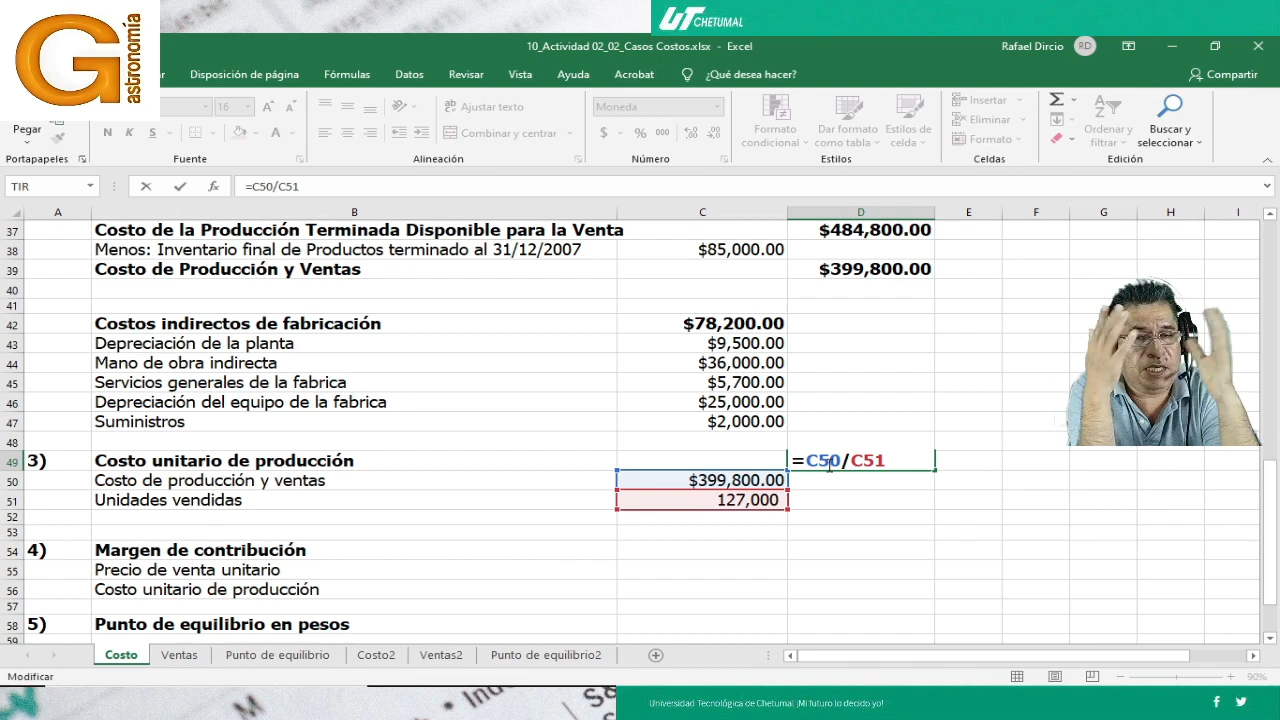 Gastronomía
UT CHETUMAL
10_Actividad 02_02_Casos Costos.xlsx - Excel
Rafael Dircio
RD
Disposición de página
Fórmulas
Datos
Revisar
Vista
Ayuda
Acrobat
¿Qué desea hacer?
Compartir
Pegar
16
N K S
Ajustar texto
Combinar y centrar
Moneda
$ % 000
Formato condicional
Dar formato como tabla
Estilos de celda
Insertar
Eliminar
Formato
Ordenar y filtrar
Buscar y seleccionar
Portapapeles
Fuente
Alineación
Número
Estilos
Celdas
Edición
TIR
fx
=C50/C51
A B C D E F G H I
37 Costo de la Producción Terminada Disponible para la Venta $484,800.00
38 Menos: Inventario final de Productos terminado al 31/12/2007 $85,000.00
39 Costo de Producción y Ventas $399,800.00
40
41
42 Costos indirectos de fabricación $78,200.00
43 Depreciación de la planta $9,500.00
44 Mano de obra indirecta $36,000.00
45 Servicios generales de la fabrica $5,700.00
46 Depreciación del equipo de la fabrica $25,000.00
47 Suministros $2,000.00
48
49 3) Costo unitario de producción =C50/C51
50 Costo de producción y ventas $399,800.00
51 Unidades vendidas 127,000
52
53
54 4) Margen de contribución
55 Precio de venta unitario
56 Costo unitario de producción
57
58 5) Punto de equilibrio en pesos
59
Costo
Ventas
Punto de equilibrio
Costo2
Ventas2
Punto de equilibrio2
Modificar
90%
Universidad Tecnológica de Chetumal ¡Mi futuro lo decido yo!